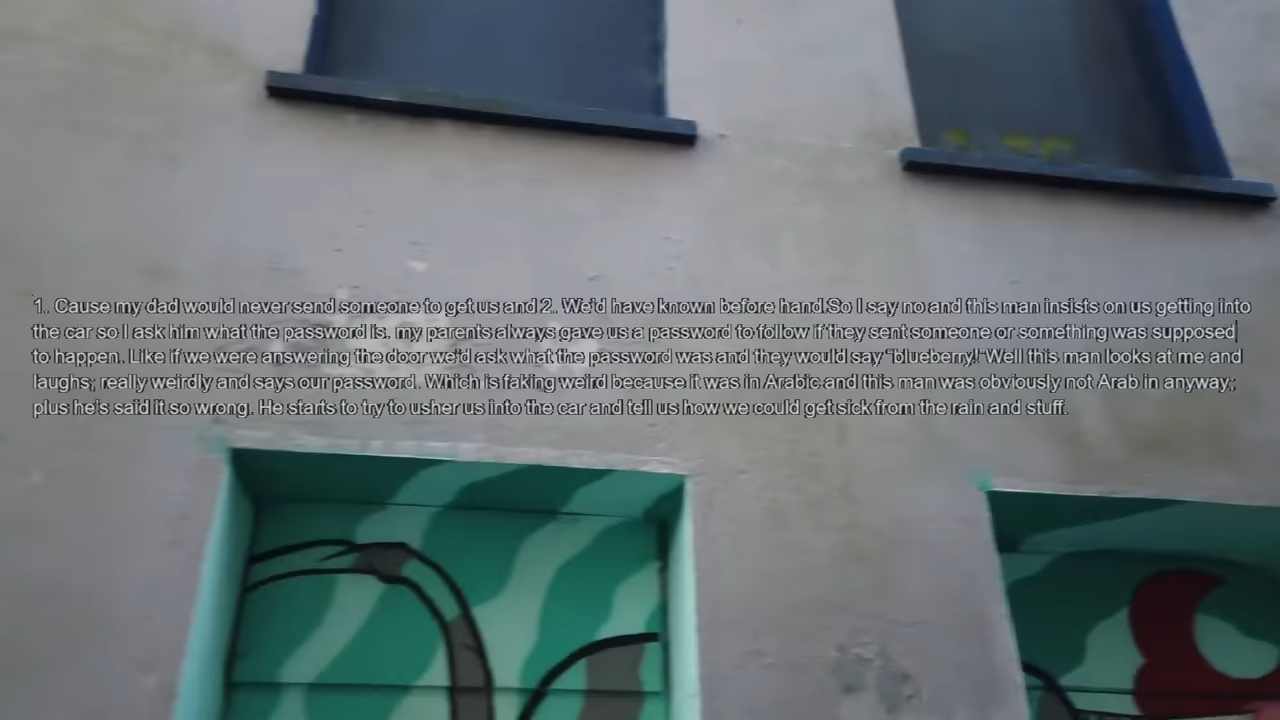 1. Cause my dad would never send someone to get us and 2. We'd have known before hand.So I say no and this man insists on us getting into
the car so I ask him what the password is. my parents always gave us a password to follow if they sent someone or something was supposed
to happen. Like if we were answering the door we'd ask what the password was and they would say "blueberry!" Well this man looks at me and
laughs; really weirdly and says our password. Which is faking weird because it was in Arabic.and this man was obviously not Arab in anyway,;
plus he's said it so wrong. He starts to try to usher us into the car and tell us how we could get sick from the rain and stuff.